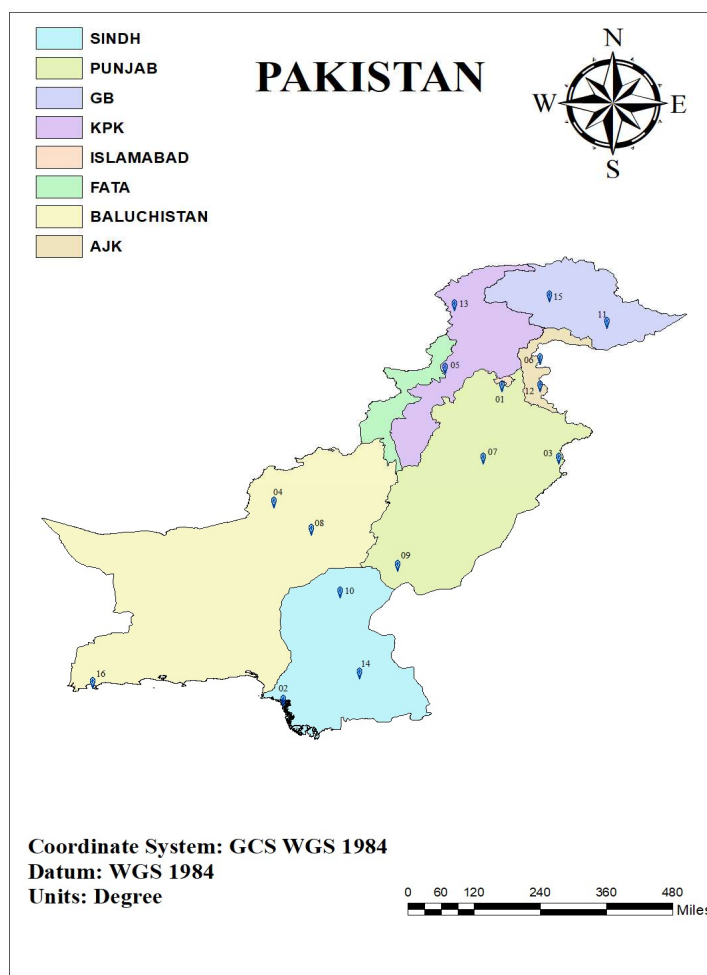 SINDH
PUNJAB
GB
KPK
ISLAMABAD
FATA
BALUCHISTAN
AJK
PAKISTAN
N
W
E
S
13
15
11
05
06
01
12
07
03
04
08
09
10
14
16
02
Coordinate System: GCS WGS 1984
Datum: WGS 1984
Units: Degree
0 60 120 240 360 480
Miles